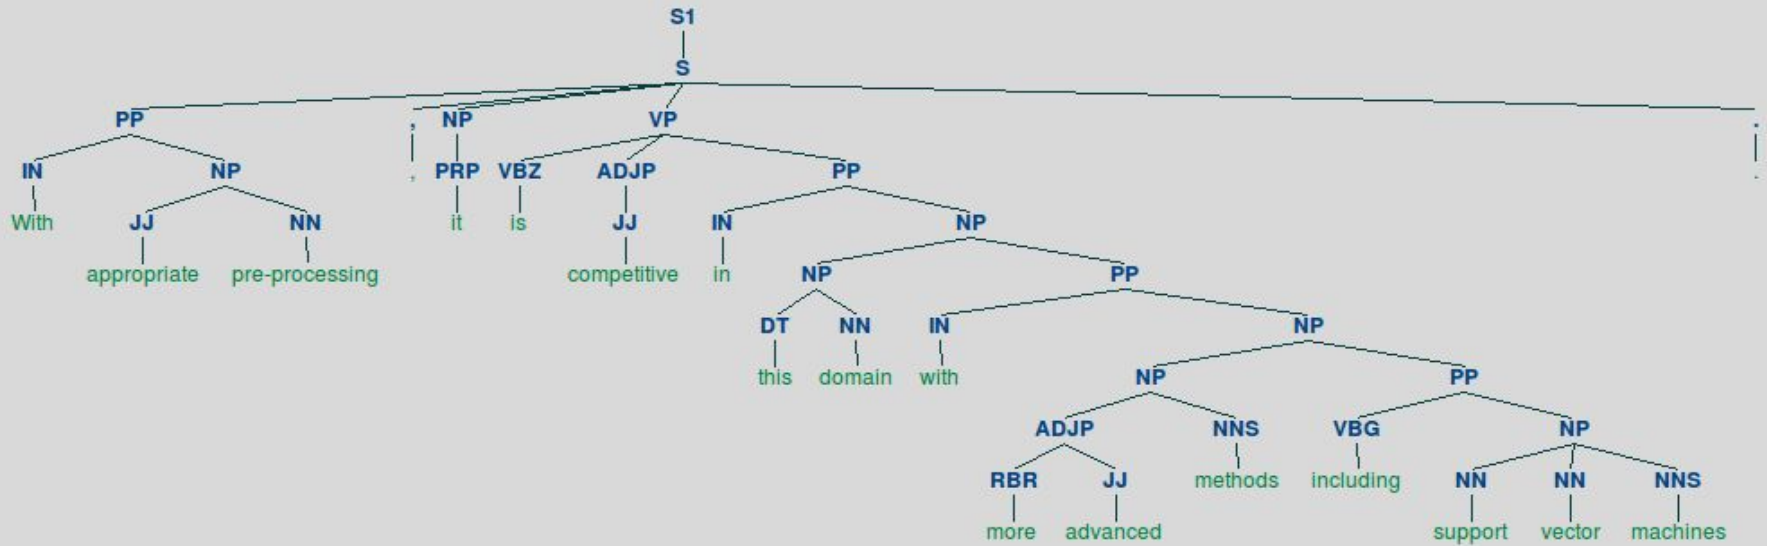 S1
S
PP , NP VP .
IN NP , PRP VBZ ADJP PP .
With JJ NN it is JJ IN NP
appropriate pre-processing competitive in NP PP
DT NN IN NP
this domain with NP PP
ADJP NNS VBG NP
RBR JJ methods including NN NN NNS
more advanced support vector machines